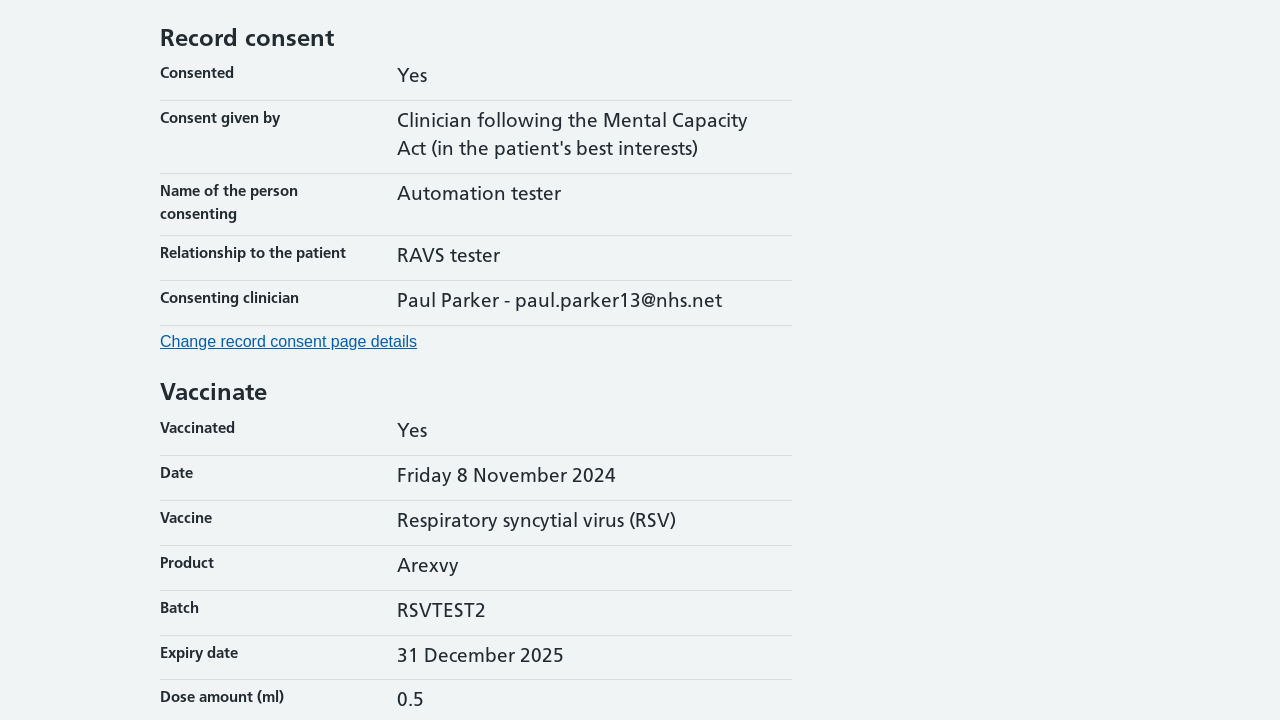 Record consent
Consented Yes
Consent given by Clinician following the Mental Capacity
Act (in the patient's best interests)
Name of the person Automation tester
consenting
Relationship to the patient RAVS tester
Consenting clinician Paul Parker - paul.parker13@nhs.net
Change record consent page details
Vaccinate
Vaccinated Yes
Date Friday 8 November 2024
Vaccine Respiratory syncytial virus (RSV)
Product Arexvy
Batch RSVTEST2
Expiry date 31 December 2025
Dose amount (ml) 0.5